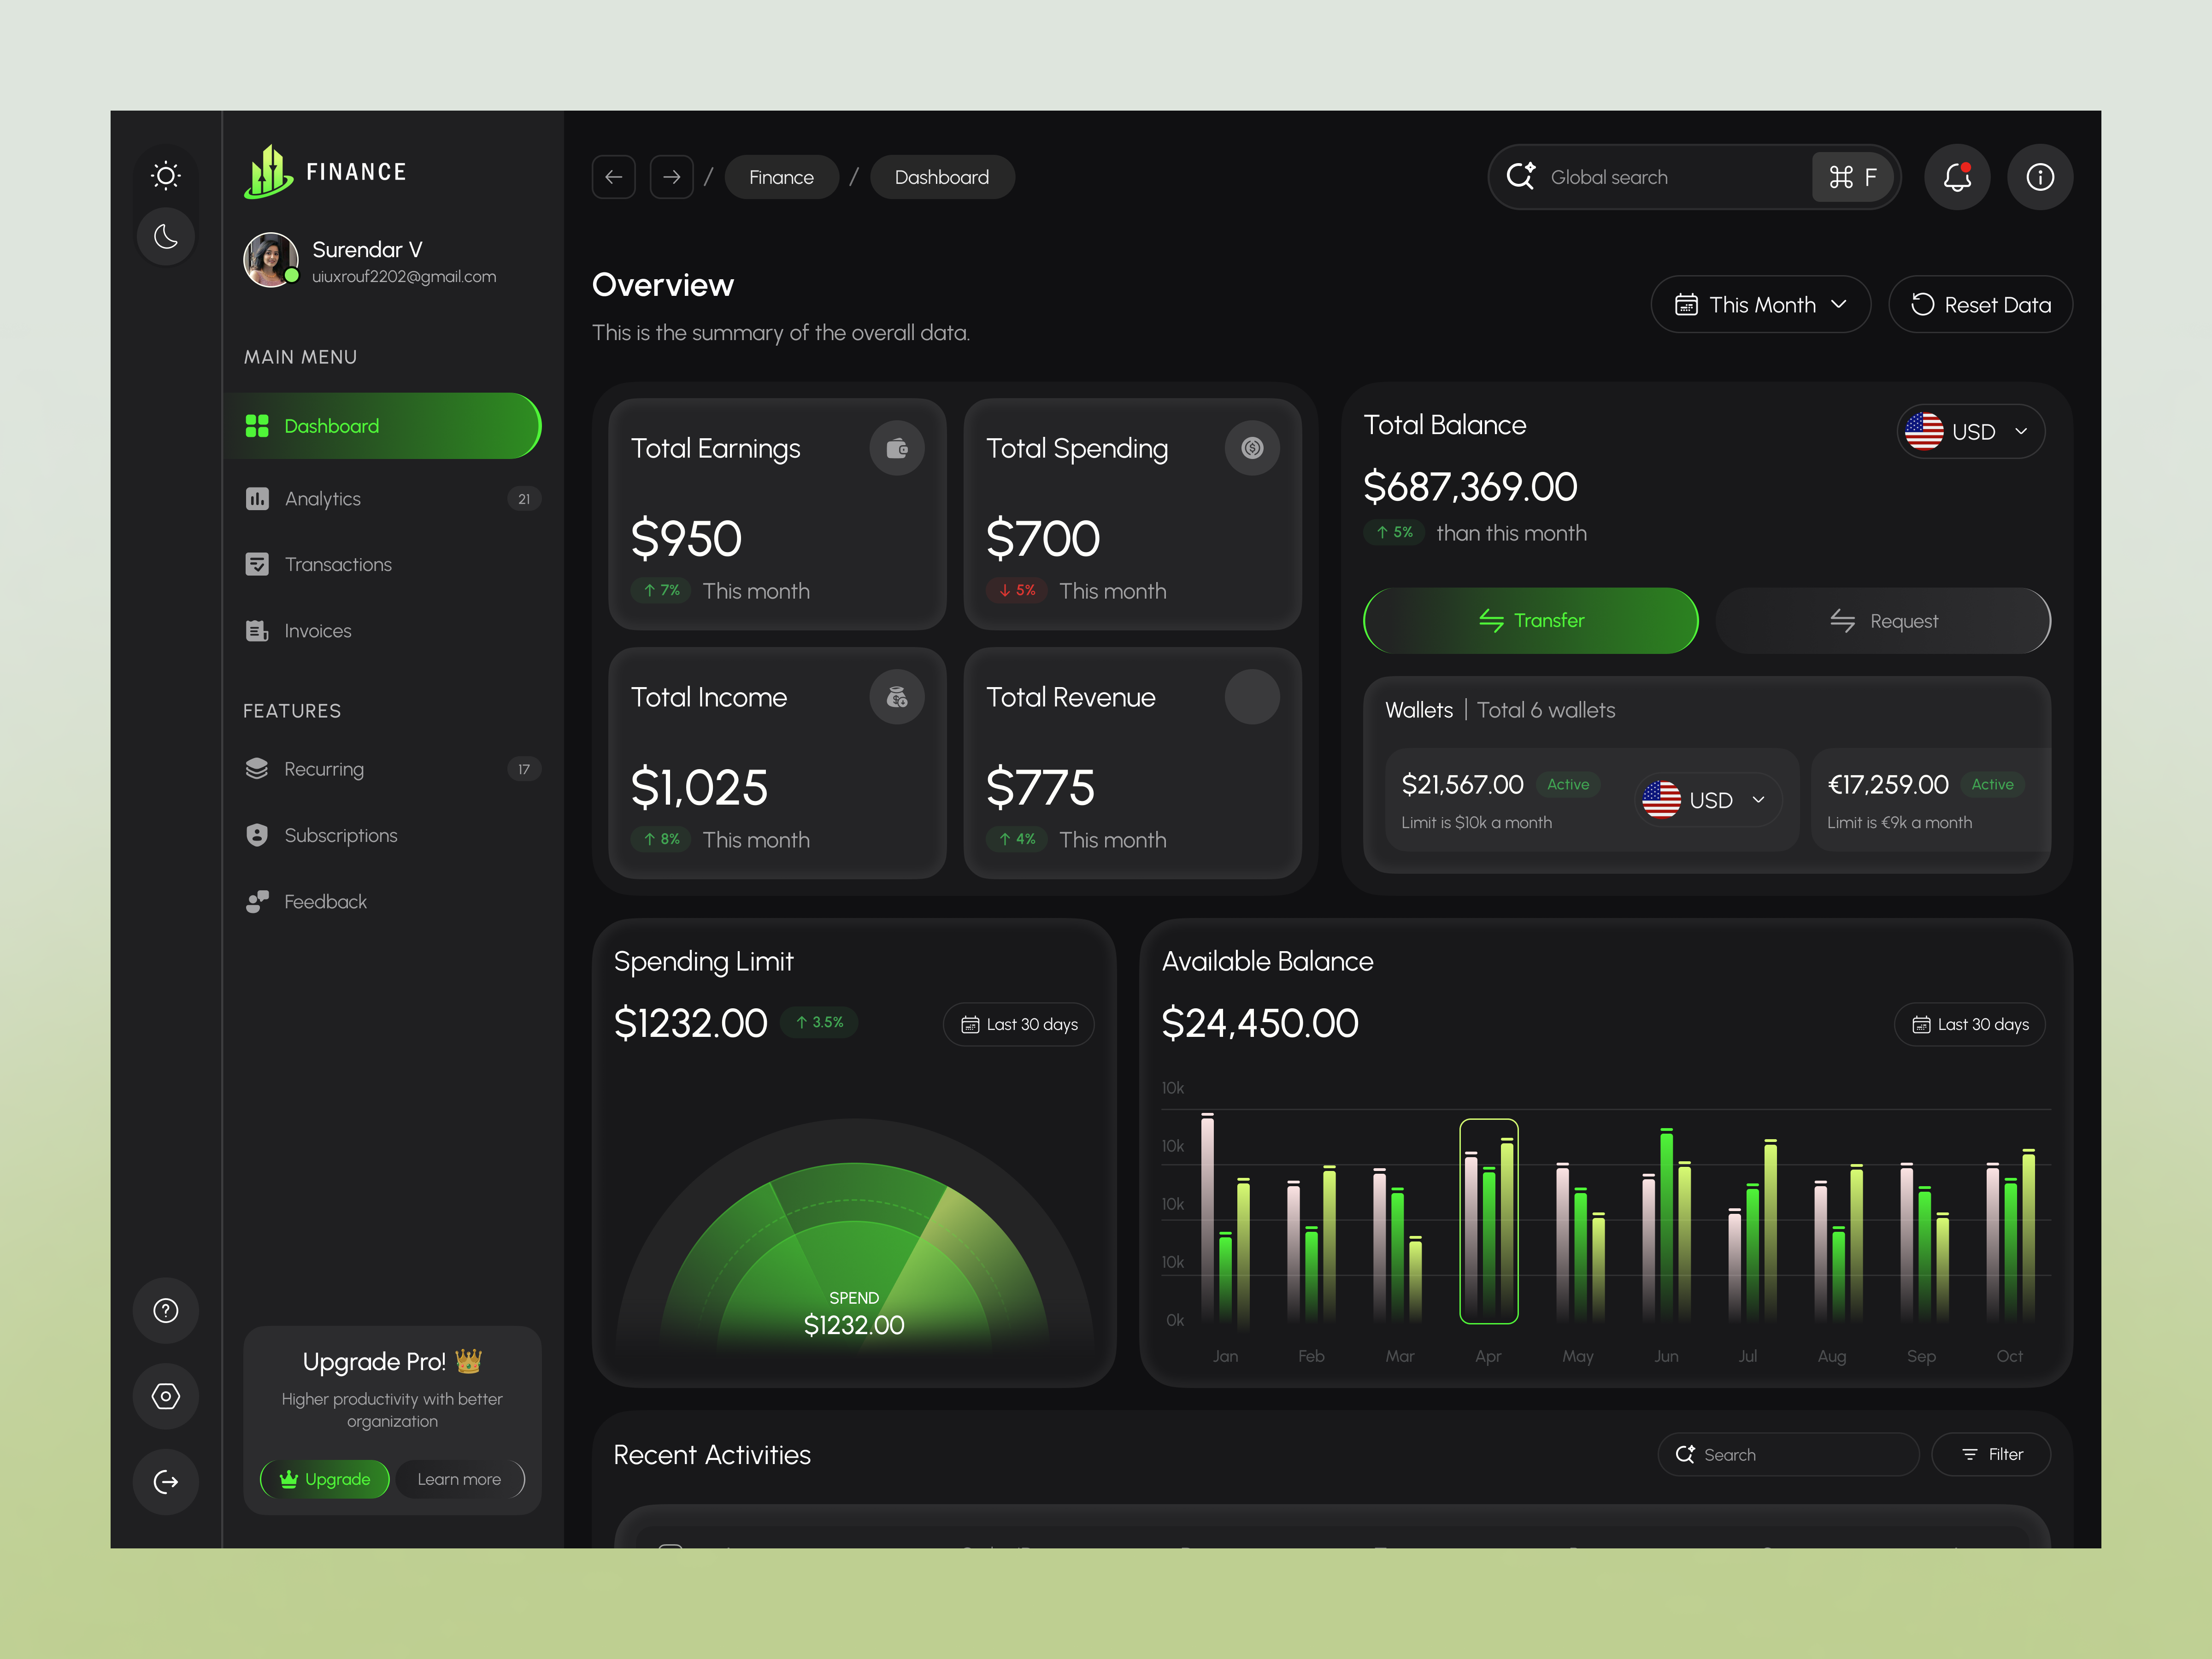 FINANCE
Surendar V
uiuxrouf2202@gmail.com
MAIN MENU
Dashboard
Analytics
21
Transactions
Invoices
FEATURES
Recurring
17
Subscriptions
Feedback
Upgrade Pro! 👑
Higher productivity with better
organization
Upgrade
Learn more
/ Finance / Dashboard
Global search
⌘ F
Overview
This is the summary of the overall data.
This Month
Reset Data
Total Earnings
$950
↑ 7% This month
Total Spending
$700
↓ 5% This month
Total Income
$1,025
↑ 8% This month
Total Revenue
$775
↑ 4% This month
Total Balance
USD
$687,369.00
↑ 5% than this month
Transfer
Request
Wallets | Total 6 wallets
$21,567.00 Active
Limit is $10k a month
USD
€17,259.00 Active
Limit is €9k a month
Spending Limit
$1232.00 ↑ 3.5%
Last 30 days
SPEND
$1232.00
Available Balance
$24,450.00
Last 30 days
10k
10k
10k
10k
0k
Jan Feb Mar Apr May Jun Jul Aug Sep Oct
Recent Activities
Search
Filter